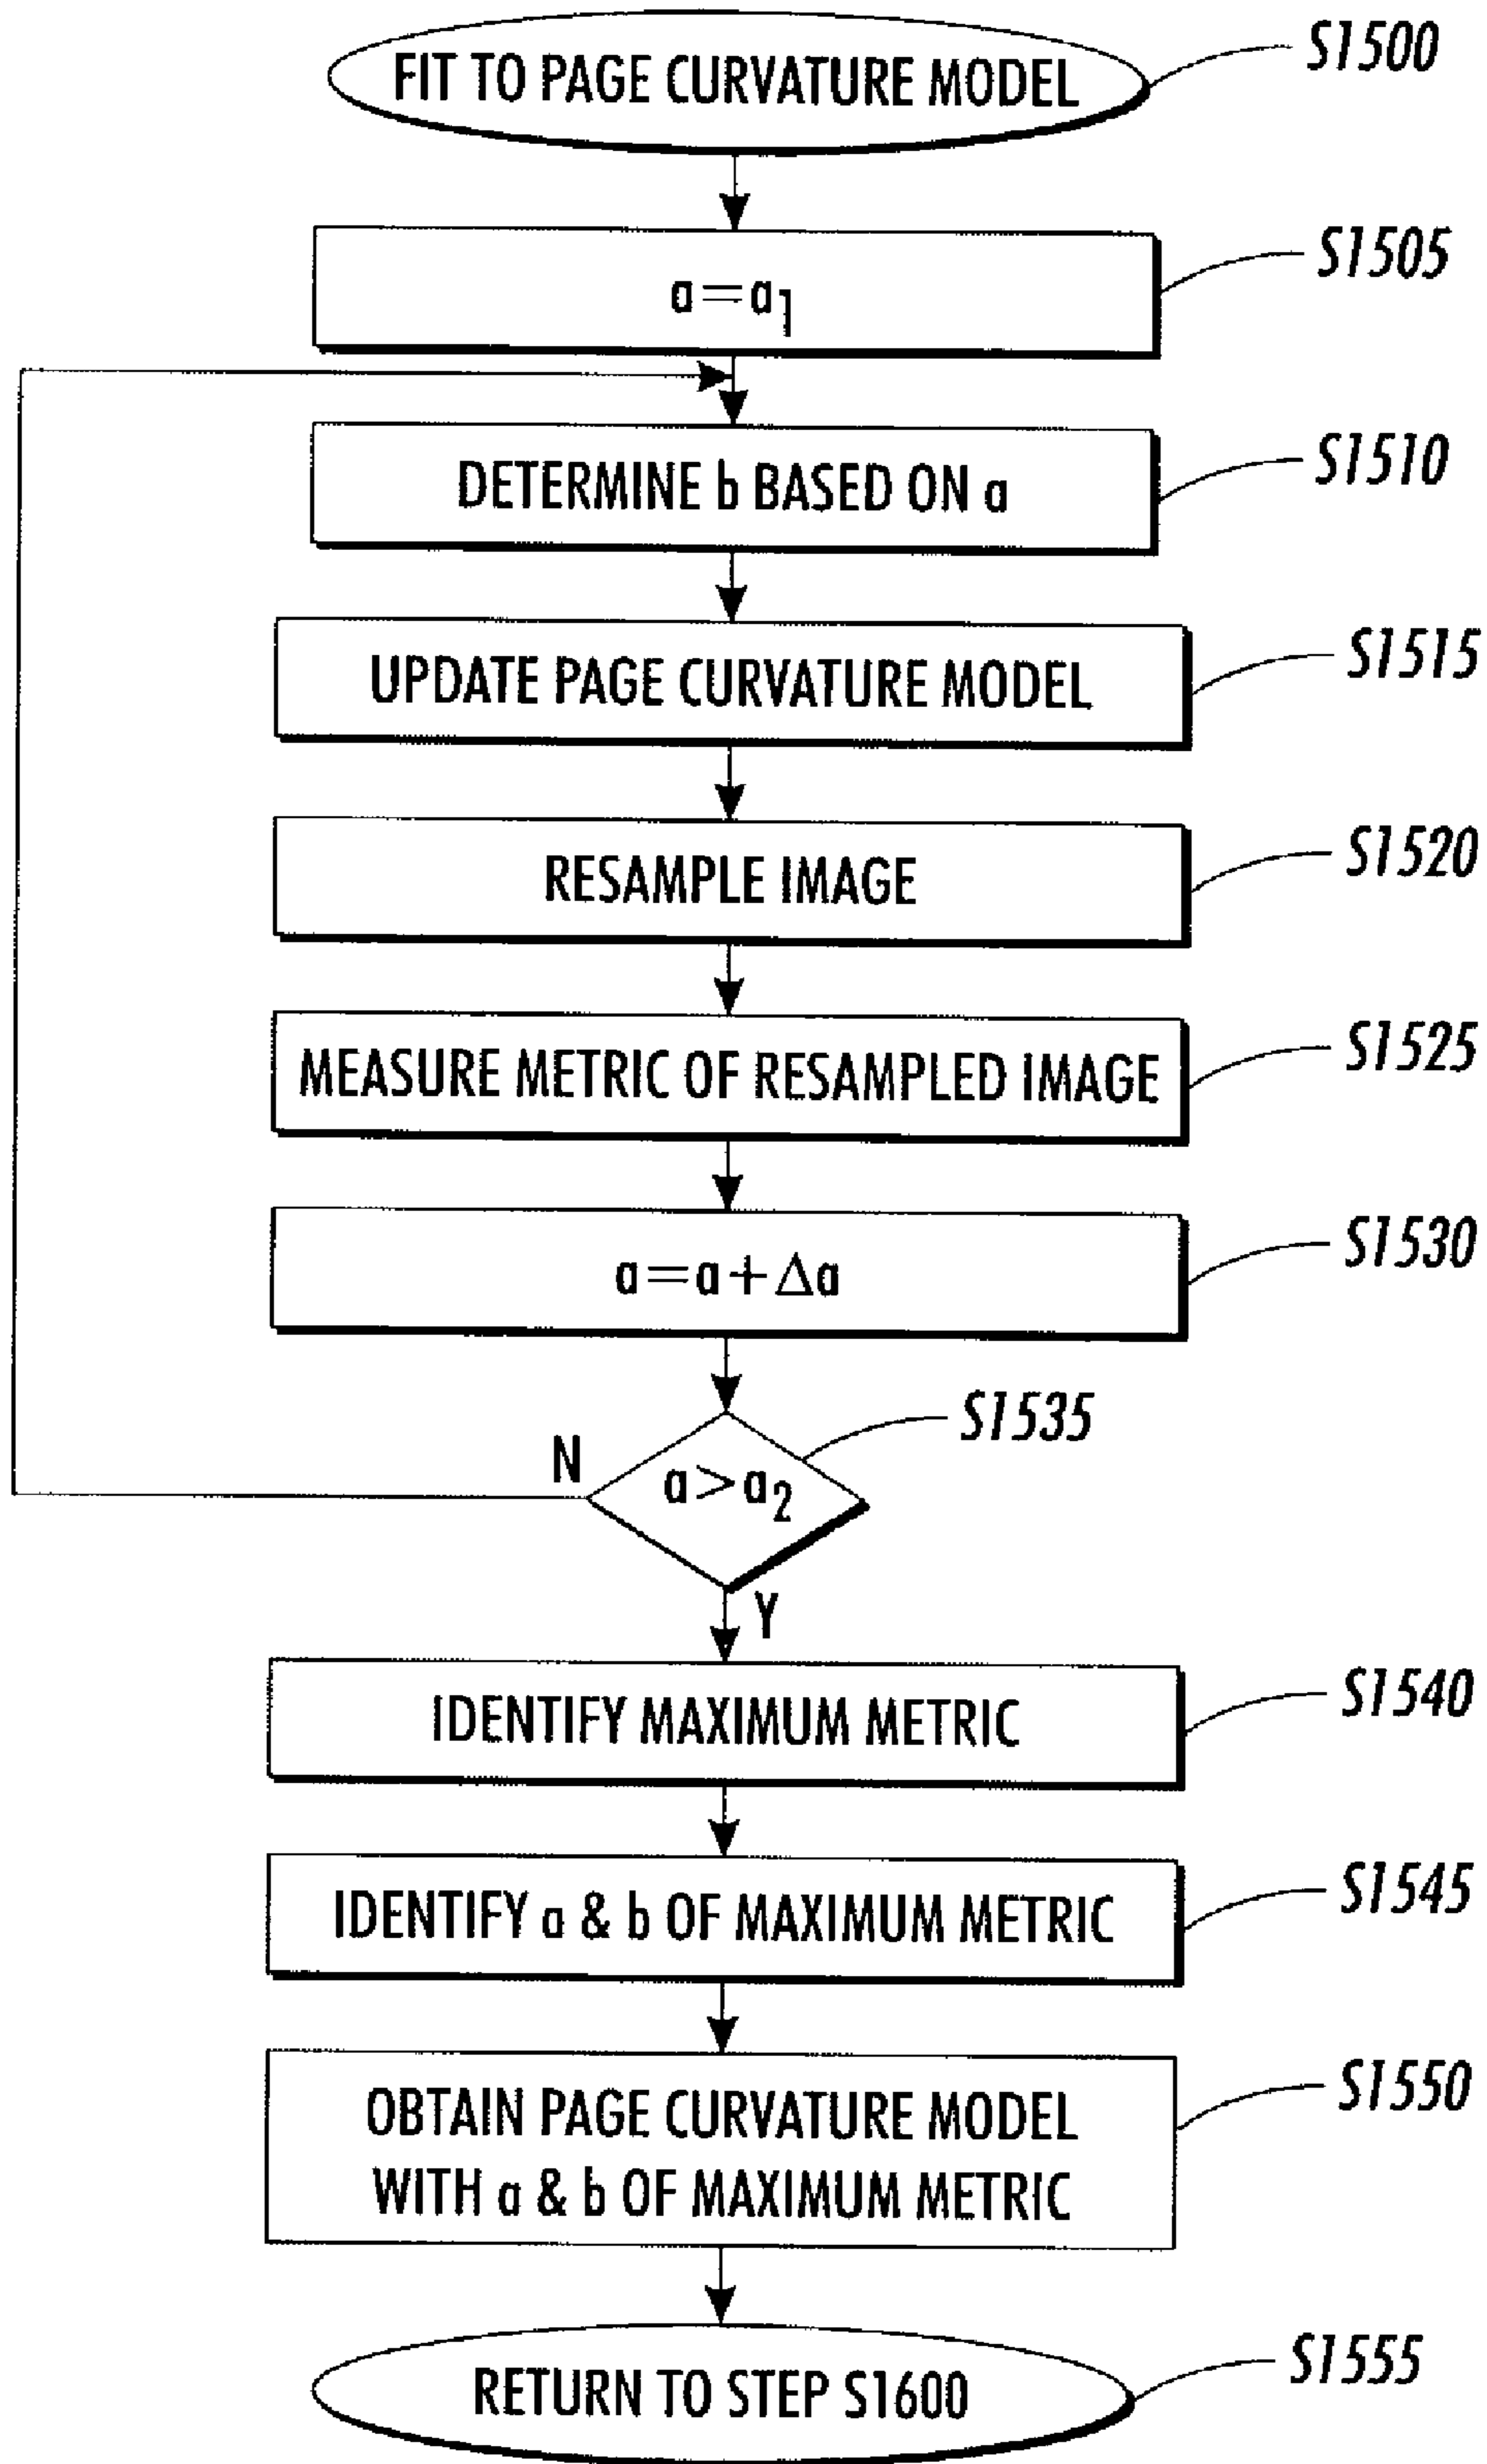 FIT TO PAGE CURVATURE MODEL
S1500
a=a1
S1505
DETERMINE b BASED ON a
S1510
UPDATE PAGE CURVATURE MODEL
S1515
RESAMPLE IMAGE
S1520
MEASURE METRIC OF RESAMPLED IMAGE
S1525
a=a+Δa
S1530
S1535
N
a>a2
Y
IDENTIFY MAXIMUM METRIC
S1540
IDENTIFY a & b OF MAXIMUM METRIC
S1545
OBTAIN PAGE CURVATURE MODEL
WITH a & b OF MAXIMUM METRIC
S1550
RETURN TO STEP S1600
S1555